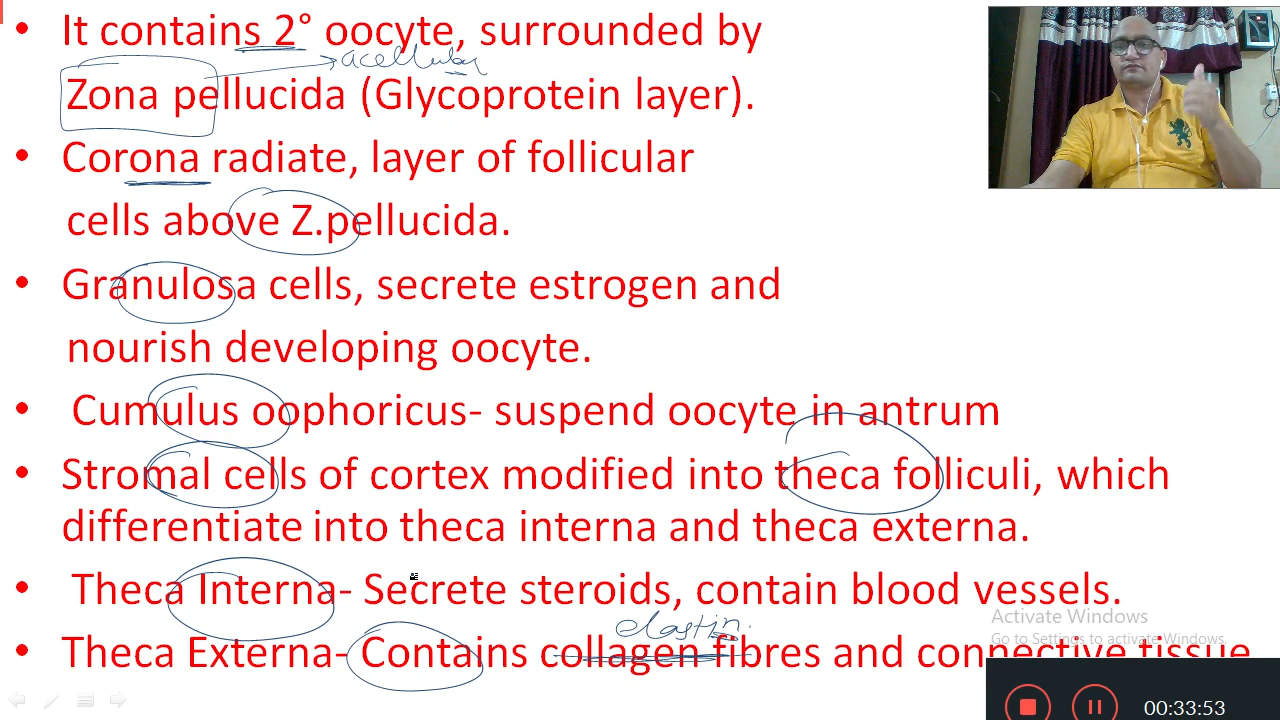 • It contains 2° oocyte, surrounded by
acellular
Zona pellucida (Glycoprotein layer).
• Corona radiate, layer of follicular
cells above Z.pellucida.
• Granulosa cells, secrete estrogen and
nourish developing oocyte.
• Cumulus oophoricus- suspend oocyte in antrum
• Stromal cells of cortex modified into theca folliculi, which
differentiate into theca interna and theca externa.
• Theca Interna- Secrete steroids, contain blood vessels.
Activate Windows
Go to Settings to activate Windows.
elastin.
• Theca Externa- Contains collagen fibres and connective tissue
00:33:53